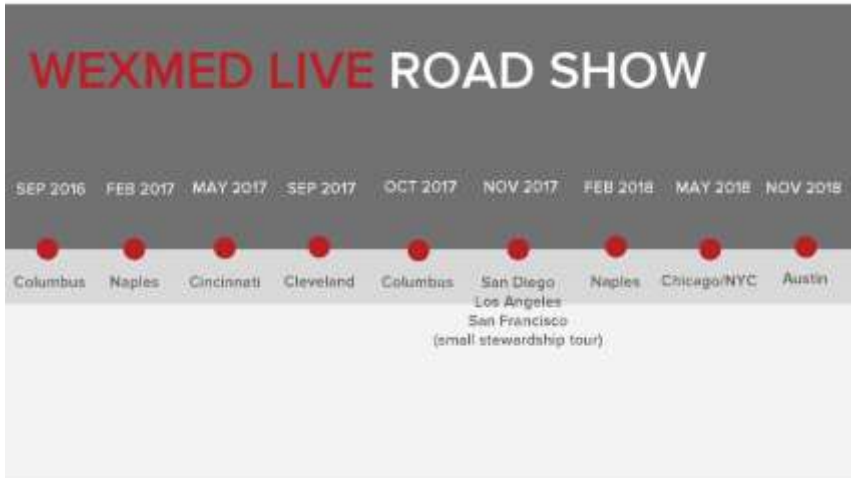 WEXMED LIVE ROAD SHOW
SEP 2016 FEB 2017 MAY 2017 SEP 2017 OCT 2017 NOV 2017 FEB 2018 MAY 2018 NOV 2018
Columbus Naples Cincinnati Cleveland Columbus San Diego Naples Chicago/NYC Austin
Los Angeles
San Francisco
(small stewardship tour)